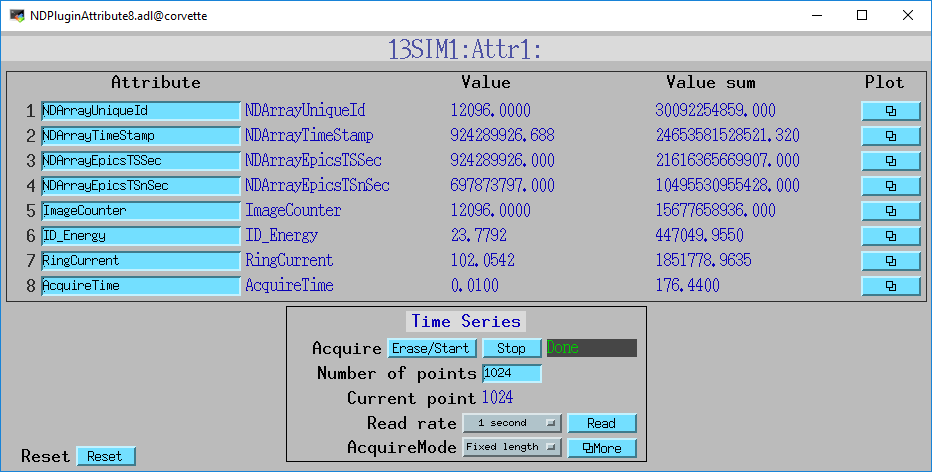 NDPluginAttribute8.adl@corvette
13SIM1:Attr1:
Attribute Value Value sum Plot
1 NDArrayUniqueId NDArrayUniqueId 12096.0000 30092254859.000
2 NDArrayTimeStamp NDArrayTimeStamp 924289926.688 24653581528521.320
3 NDArrayEpicsTSSec NDArrayEpicsTSSec 924289926.000 21616365669907.000
4 NDArrayEpicsTSnSec NDArrayEpicsTSnSec 697873797.000 10495530955428.000
5 ImageCounter ImageCounter 12096.0000 15677658936.000
6 ID_Energy ID_Energy 23.7792 447049.9550
7 RingCurrent RingCurrent 102.0542 1851778.9635
8 AcquireTime AcquireTime 0.0100 176.4400
Time Series
Acquire Erase/Start Stop Done
Number of points 1024
Current point 1024
Read rate 1 second Read
AcquireMode Fixed length More
Reset Reset